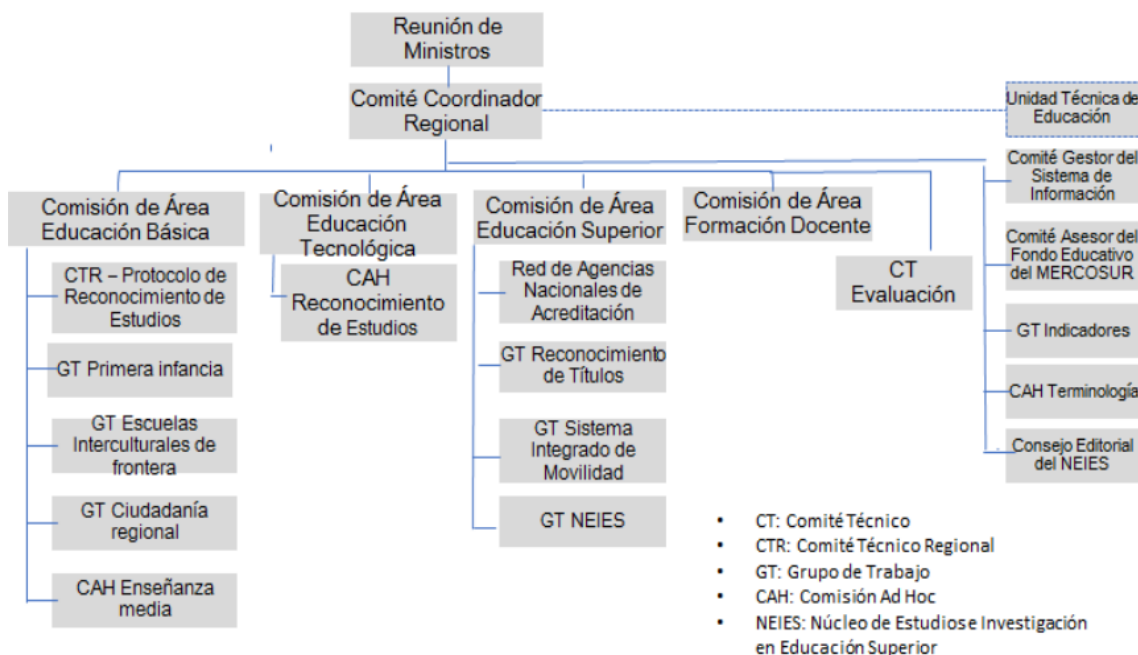 Reunión de
Ministros
Comité Coordinador
Regional
Unidad Técnica de
Educación
Comité Gestor del
Sistema de
Información
Comité Asesor del
Fondo Educativo
del MERCOSUR
GT Indicadores
CAH Terminología
Consejo Editorial
del NEIES
Comisión de Área
Educación Básica
CTR – Protocolo de
Reconocimiento de
Estudios
GT Primera infancia
GT Escuelas
Interculturales de
frontera
GT Ciudadanía
regional
CAH Enseñanza
media
Comisión de Área
Educación
Tecnológica
CAH
Reconocimiento
de Estudios
Comisión de Área
Educación Superior
Red de Agencias
Nacionales de
Acreditación
GT Reconocimiento
de Títulos
GT Sistema
Integrado de
Movilidad
GT NEIES
Comisión de Área
Formación Docente
CT
Evaluación
• CT: Comité Técnico
• CTR: Comité Técnico Regional
• GT: Grupo de Trabajo
• CAH: Comisión Ad Hoc
• NEIES: Núcleo de Estudios e Investigación
en Educación Superior